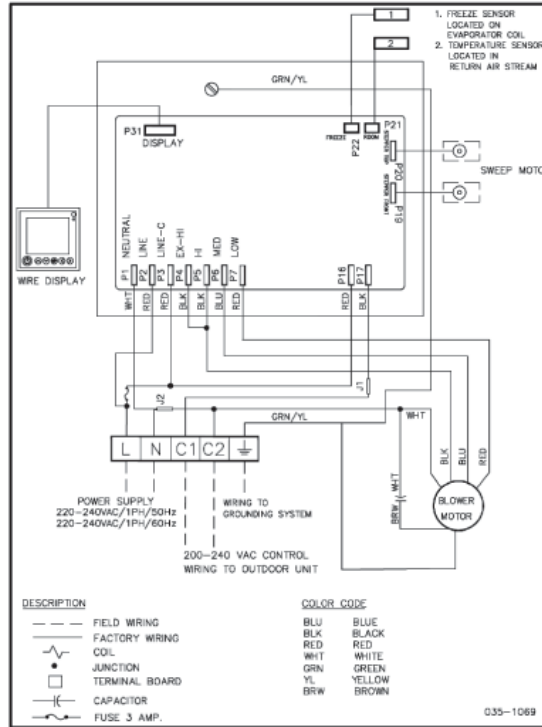 1. FREEZE SENSOR
LOCATED ON
EVAPORATOR COIL
2. TEMPERATURE SENSOR
LOCATED IN
RETURN AIR STREAM
1
2
GRN/YL
P31
DISPLAY
FREEZE
P22
ROOM
P21
STEPPER TOP
P20
STEPPER FRONT
P19
SWEEP MOTO
WIRE DISPLAY
NEUTRAL
LINE
LINE-C
EX-HI
HI
MED
LOW
P1
P2
P3
P4
P5
P6
P7
P16
P17
WHT
RED
RED
BLK
BLK
BLU
RED
RED
BLK
J1
J2
GRN/YL
WHT
L N C1 C2
BLK
BLU
RED
WHT
BRW
BLOWER
MOTOR
POWER SUPPLY
220-240VAC/1PH/50Hz
220-240VAC/1PH/60Hz
WIRING TO
GROUNDING SYSTEM
200-240 VAC CONTROL
WIRING TO OUTDOOR UNIT
DESCRIPTION
FIELD WIRING
FACTORY WIRING
COIL
JUNCTION
TERMINAL BOARD
CAPACITOR
FUSE 3 AMP.
COLOR CODE
BLU BLUE
BLK BLACK
RED RED
WHT WHITE
GRN GREEN
YL YELLOW
BRW BROWN
035-1069